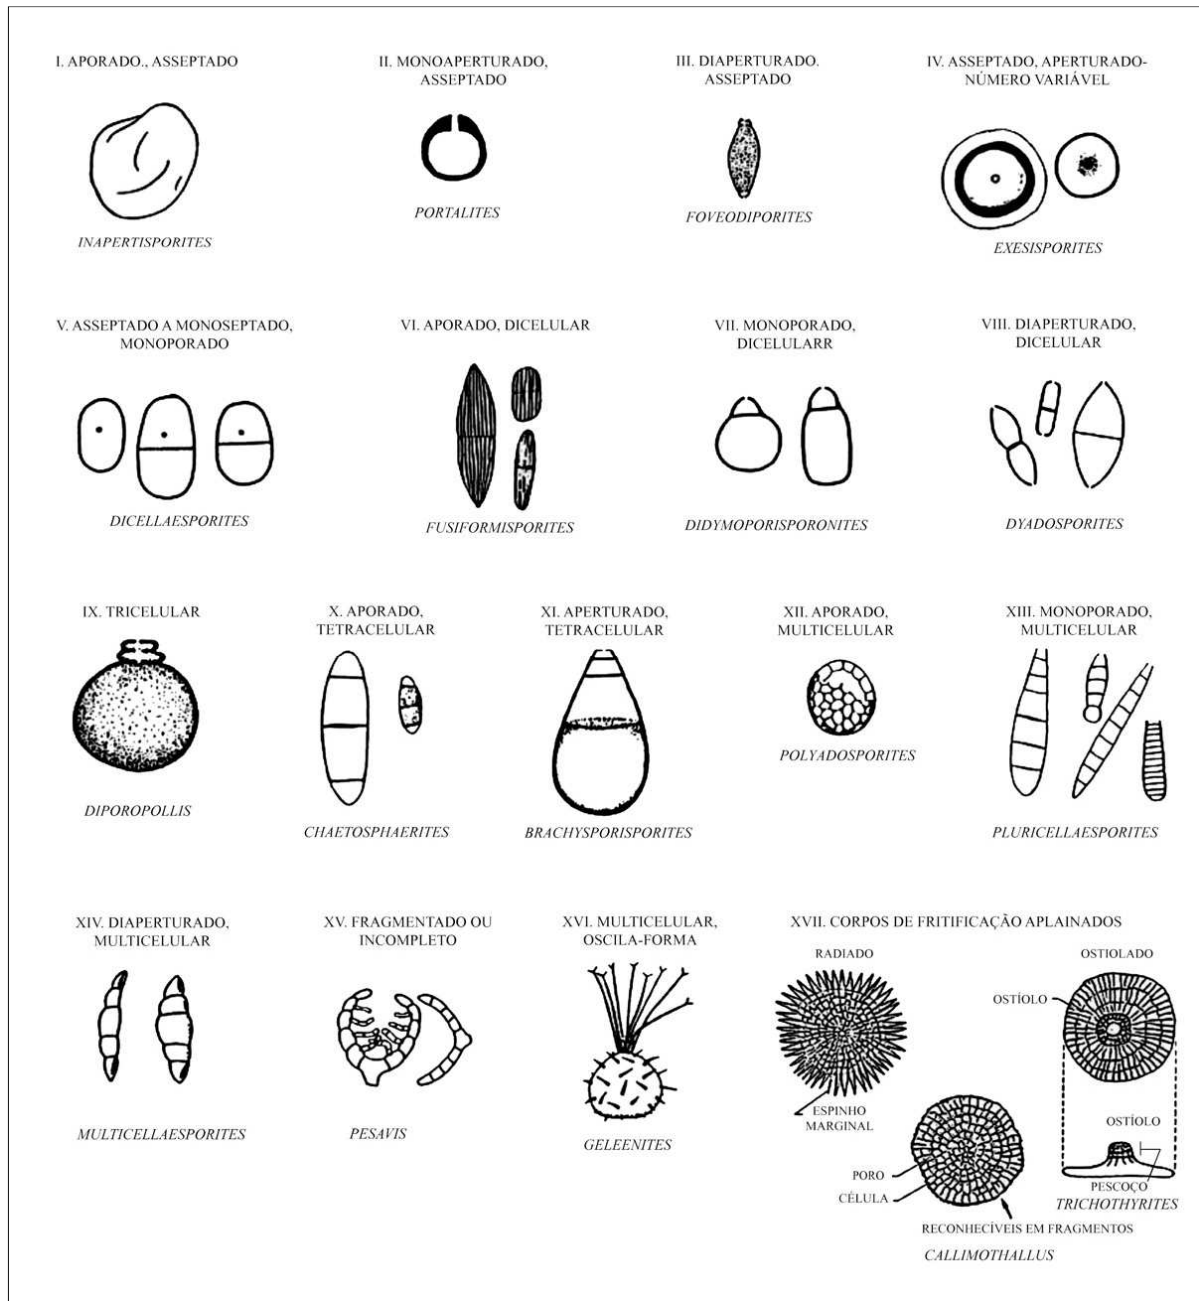 I. APORADO., ASSEPTADO
INAPERTISPORITES
II. MONOAPERTURADO,
ASSEPTADO
PORTALITES
III. DIAPERTURADO.
ASSEPTADO
FOVEODIPORITES
IV. ASSEPTADO, APERTURADO-
NÚMERO VARIÁVEL
EXESISPORITES
V. ASSEPTADO A MONOSEPTADO,
MONOPORADO
DICELLAESPORITES
VI. APORADO, DICELULAR
FUSIFORMISPORITES
VII. MONOPORADO,
DICELULARR
DIDYMOPORISPORONITES
VIII. DIAPERTURADO,
DICELULAR
DYADOSPORITES
IX. TRICELULAR
DIPOROPOLLIS
X. APORADO,
TETRACELULAR
CHAETOSPHAERITES
XI. APERTURADO,
TETRACELULAR
BRACHYSPORISPORITES
XII. APORADO,
MULTICELULAR
POLYADOSPORITES
XIII. MONOPORADO,
MULTICELULAR
PLURICELLAESPORITES
XIV. DIAPERTURADO,
MULTICELULAR
MULTICELLAESPORITES
XV. FRAGMENTADO OU
INCOMPLETO
PESAVIS
XVI. MULTICELULAR,
OSCILA-FORMA
GELEENITES
XVII. CORPOS DE FRITIFICAÇÃO APLAINADOS
RADIADO
ESPINHO
MARGINAL
OSTIOLADO
OSTÍOLO
OSTÍOLO
PESCOÇO
TRICHOTHYRITES
PORO
CÉLULA
RECONHECÍVEIS EM FRAGMENTOS
CALLIMOTHALLUS